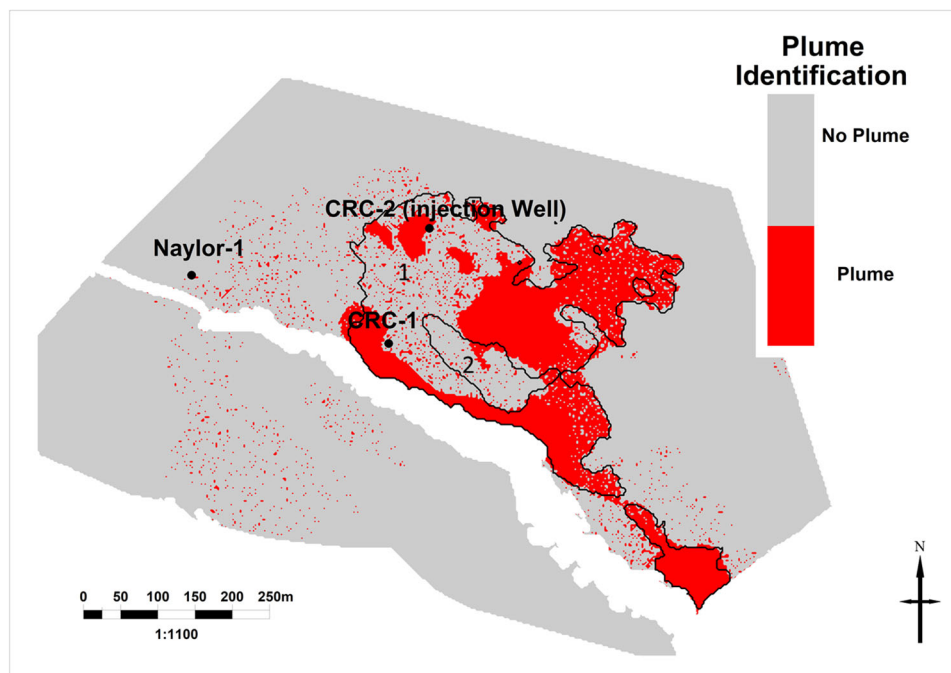 Plume
Identification
No Plume
Plume
CRC-2 (injection Well)
Naylor-1
1
CRC-1
2
0 50 100 150 200 250m
1:1100
N